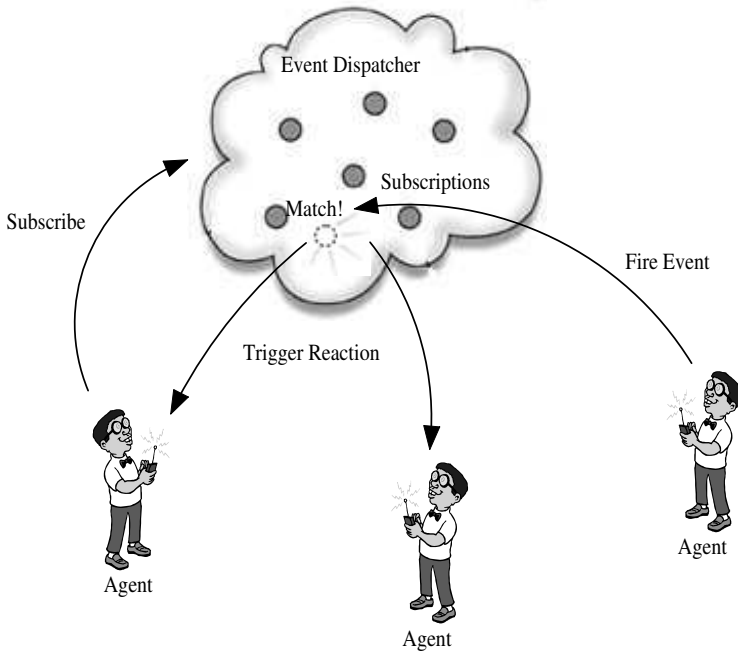 Event Dispatcher
Subscriptions
Match!
Subscribe
Fire Event
Trigger Reaction
Agent
Agent
Agent